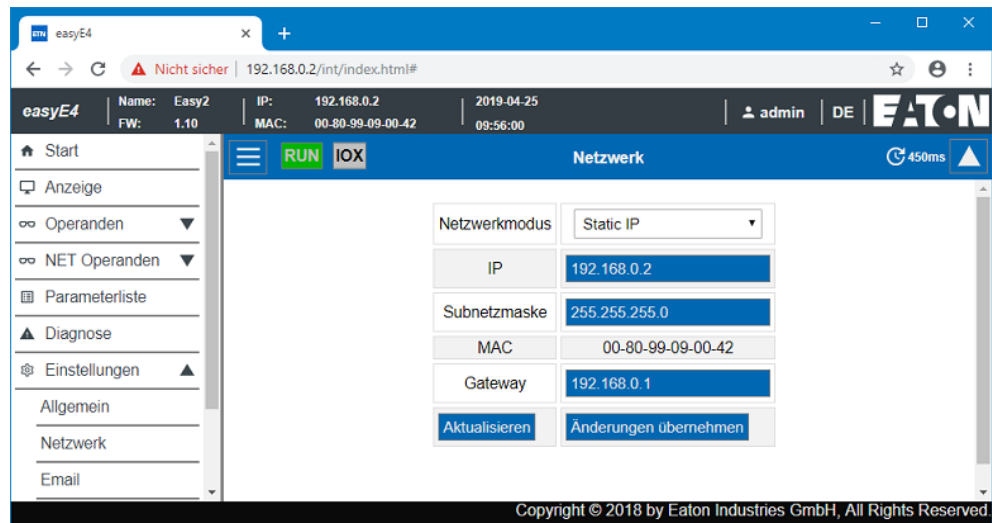 ETN easyE4
Nicht sicher | 192.168.0.2/int/index.html#
easyE4 Name: Easy2 IP: 192.168.0.2 2019-04-25 admin DE EATON
FW: 1.10 MAC: 00-80-99-09-00-42 09:56:00
Start
RUN IOX Netzwerk 450ms
Anzeige
Operanden
NET Operanden
Parameterliste
Diagnose
Einstellungen
Allgemein
Netzwerk
Email
Netzwerkmodus Static IP
IP 192.168.0.2
Subnetzmaske 255.255.255.0
MAC 00-80-99-09-00-42
Gateway 192.168.0.1
Aktualisieren Änderungen übernehmen
Copyright © 2018 by Eaton Industries GmbH, All Rights Reserved.